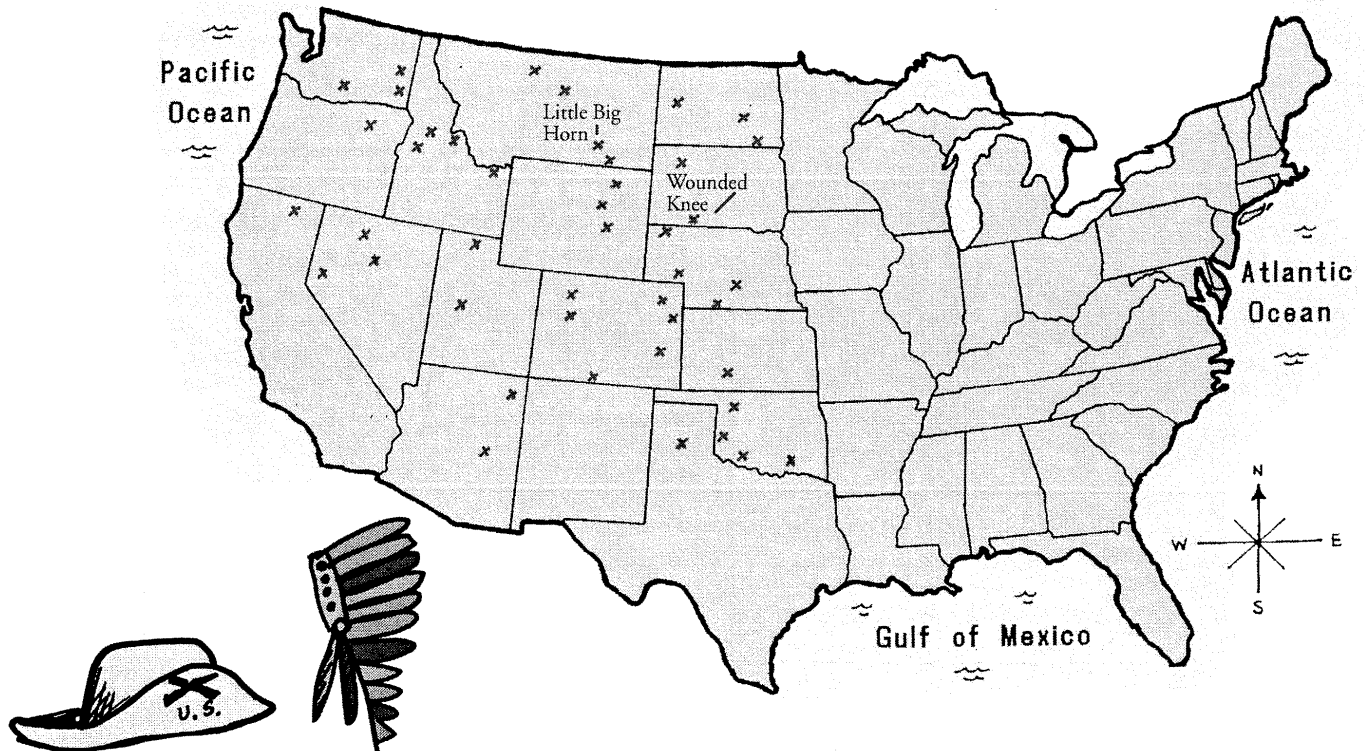 Pacific
Ocean
Little Big
Horn
Wounded
Knee
Atlantic
Ocean
N
W
E
S
Gulf of Mexico
U.S.